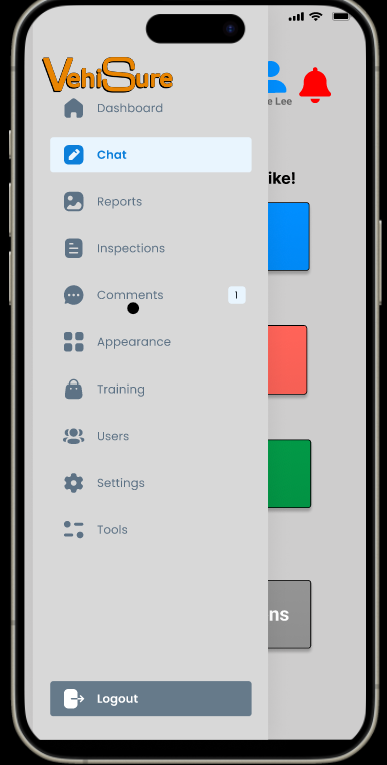 VehiSure
e Lee
Dashboard
Chat
ike!
Reports
Inspections
Comments 1
Appearance
Training
Users
Settings
Tools
ns
Logout